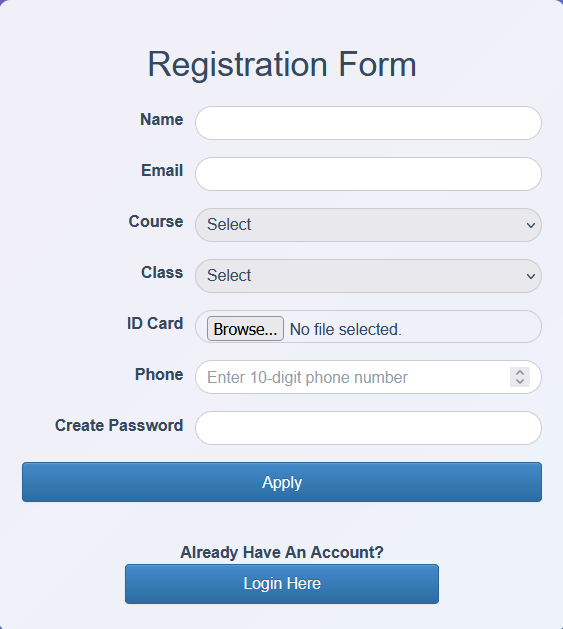 Registration Form
Name
Email
Course Select
Class Select
ID Card Browse... No file selected.
Phone Enter 10-digit phone number
Create Password
Apply
Already Have An Account?
Login Here